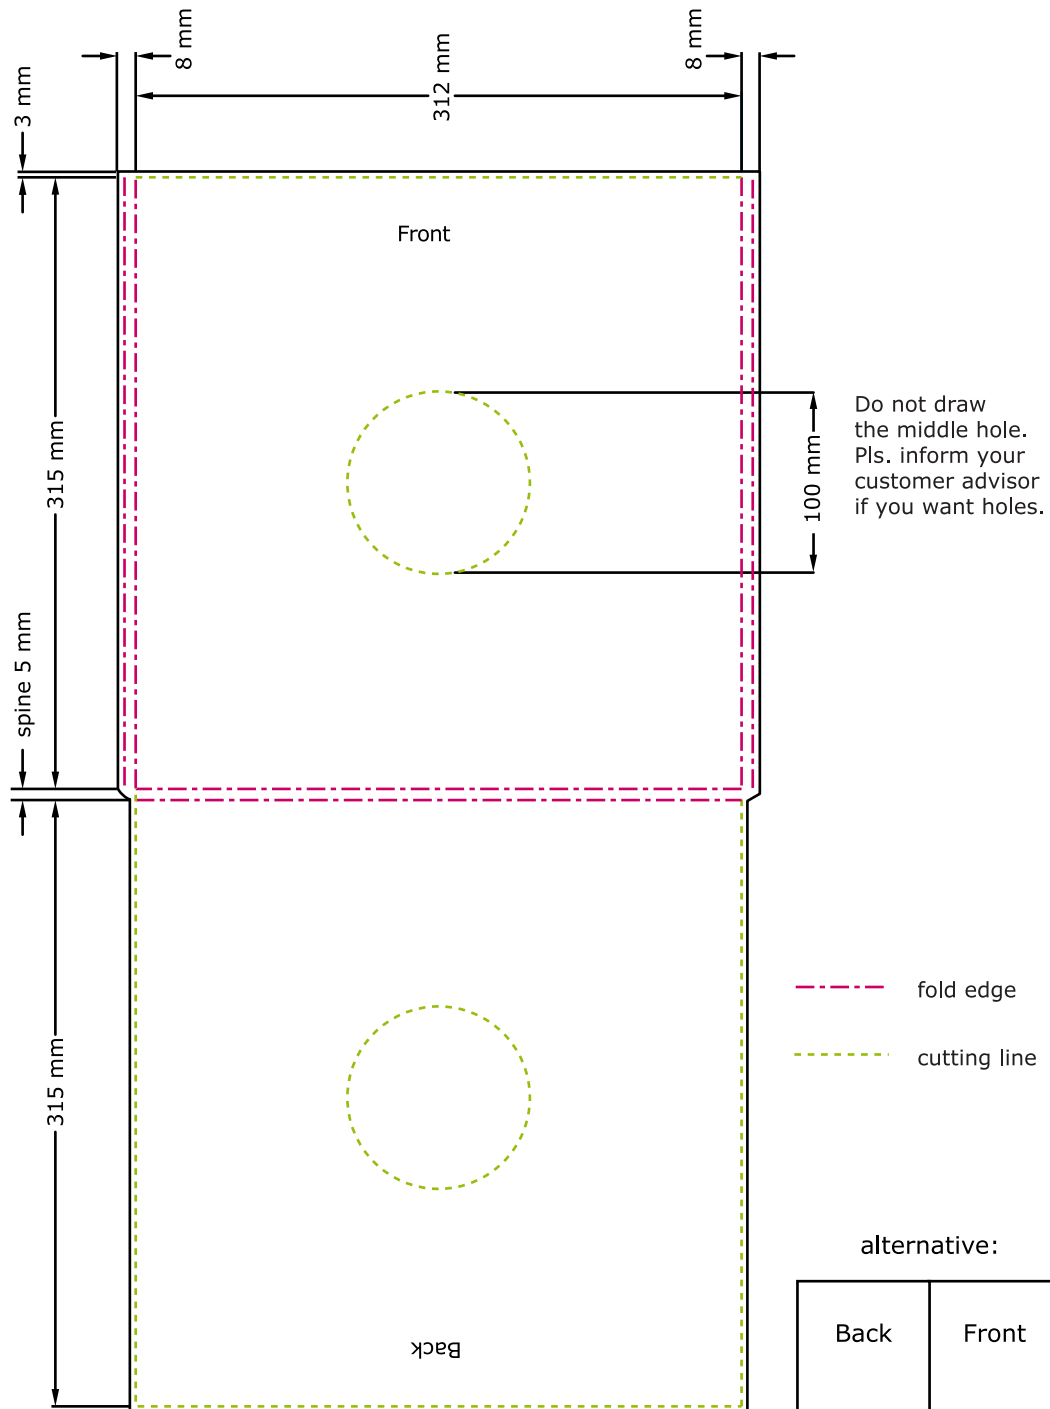 8 mm
8 mm
312 mm
3 mm
Front
315 mm
100 mm
Do not draw
the middle hole.
Pls. inform your
customer advisor
if you want holes.
spine 5 mm
fold edge
315 mm
cutting line
alternative:
Back
Front
Back